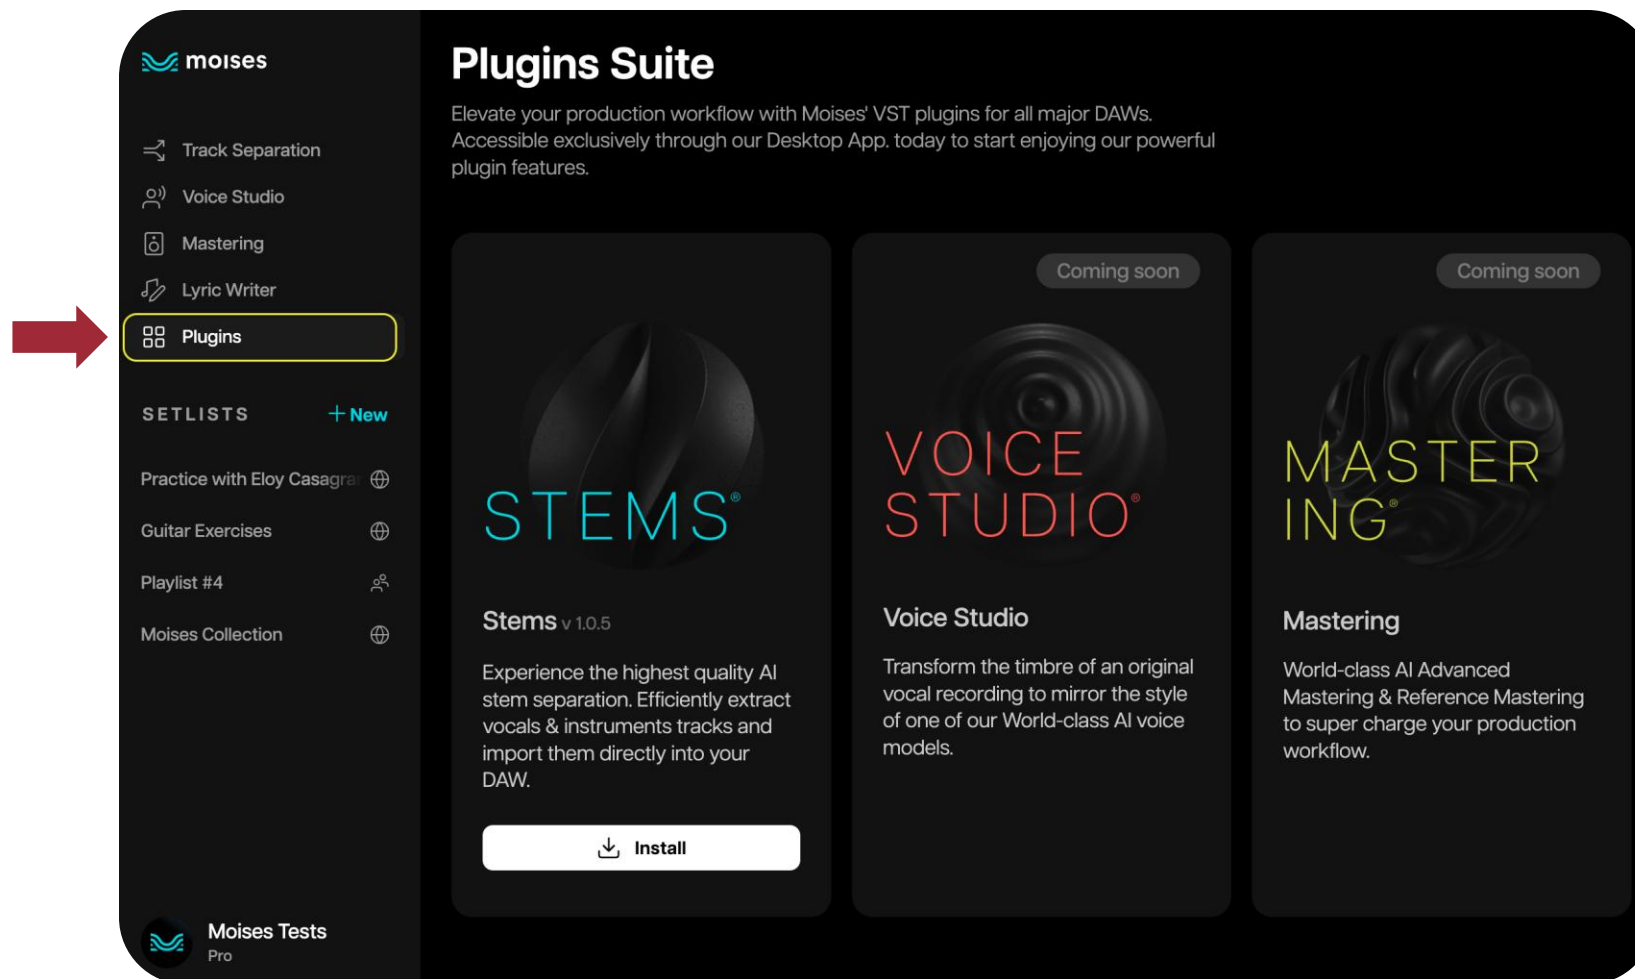 moises
Track Separation
Voice Studio
Mastering
Lyric Writer
Plugins
SETLISTS
+ New
Practice with Eloy Casagra
Guitar Exercises
Playlist #4
Moises Collection
Moises Tests
Pro
Plugins Suite
Elevate your production workflow with Moises' VST plugins for all major DAWs.
Accessible exclusively through our Desktop App. today to start enjoying our powerful
plugin features.
STEMS®
Stems v 1.0.5
Experience the highest quality AI
stem separation. Efficiently extract
vocals & instruments tracks and
import them directly into your
DAW.
Install
Coming soon
VOICE
STUDIO®
Voice Studio
Transform the timbre of an original
vocal recording to mirror the style
of one of our World-class AI voice
models.
Coming soon
MASTER
ING®
Mastering
World-class AI Advanced
Mastering & Reference Mastering
to super charge your production
workflow.